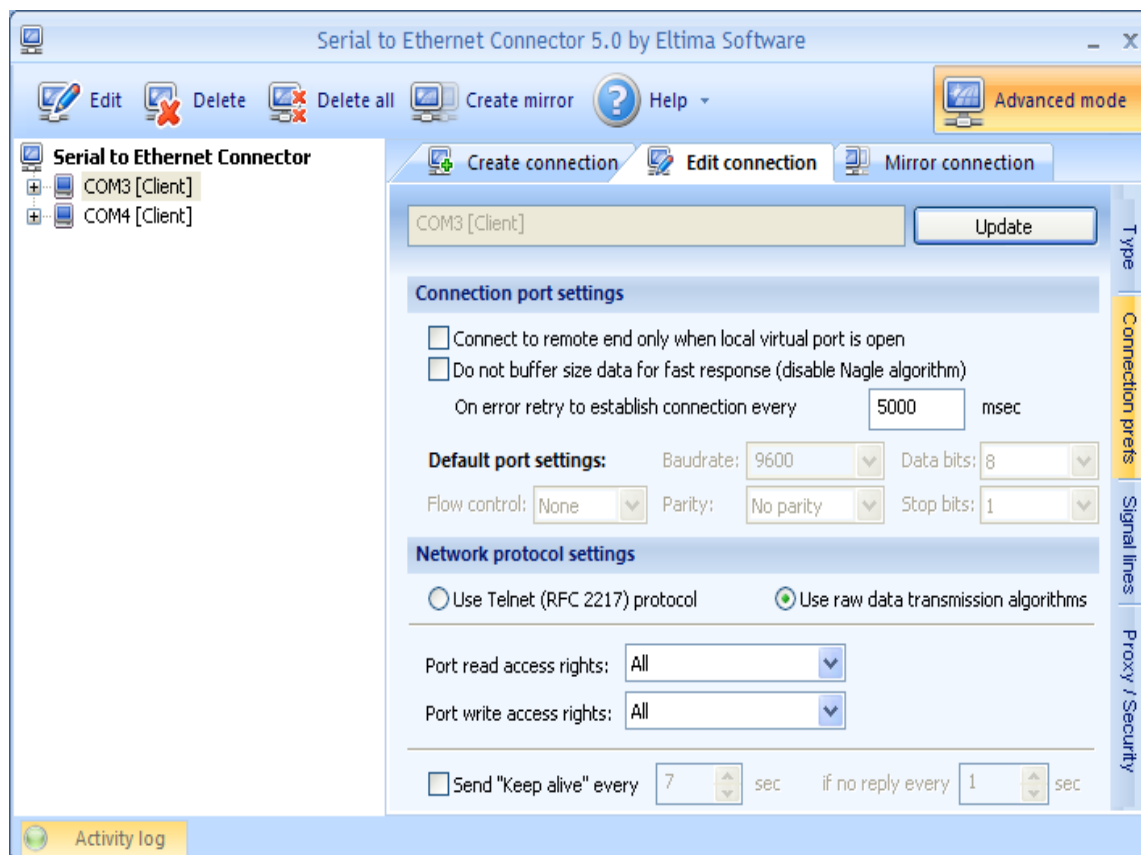 Serial to Ethernet Connector 5.0 by Eltima Software
Edit Delete Delete all Create mirror Help Advanced mode
Serial to Ethernet Connector
COM3 [Client]
COM4 [Client]
Create connection Edit connection Mirror connection
COM3 [Client] Update
Connection port settings
Connect to remote end only when local virtual port is open
Do not buffer size data for fast response (disable Nagle algorithm)
On error retry to establish connection every 5000 msec
Default port settings: Baudrate: 9600 Data bits: 8
Flow control: None Parity: No parity Stop bits: 1
Network protocol settings
Use Telnet (RFC 2217) protocol Use raw data transmission algorithms
Port read access rights: All
Port write access rights: All
Send "Keep alive" every 7 sec if no reply every 1 sec
Type
Connection prefs
Signal lines
Proxy / Security
Activity log